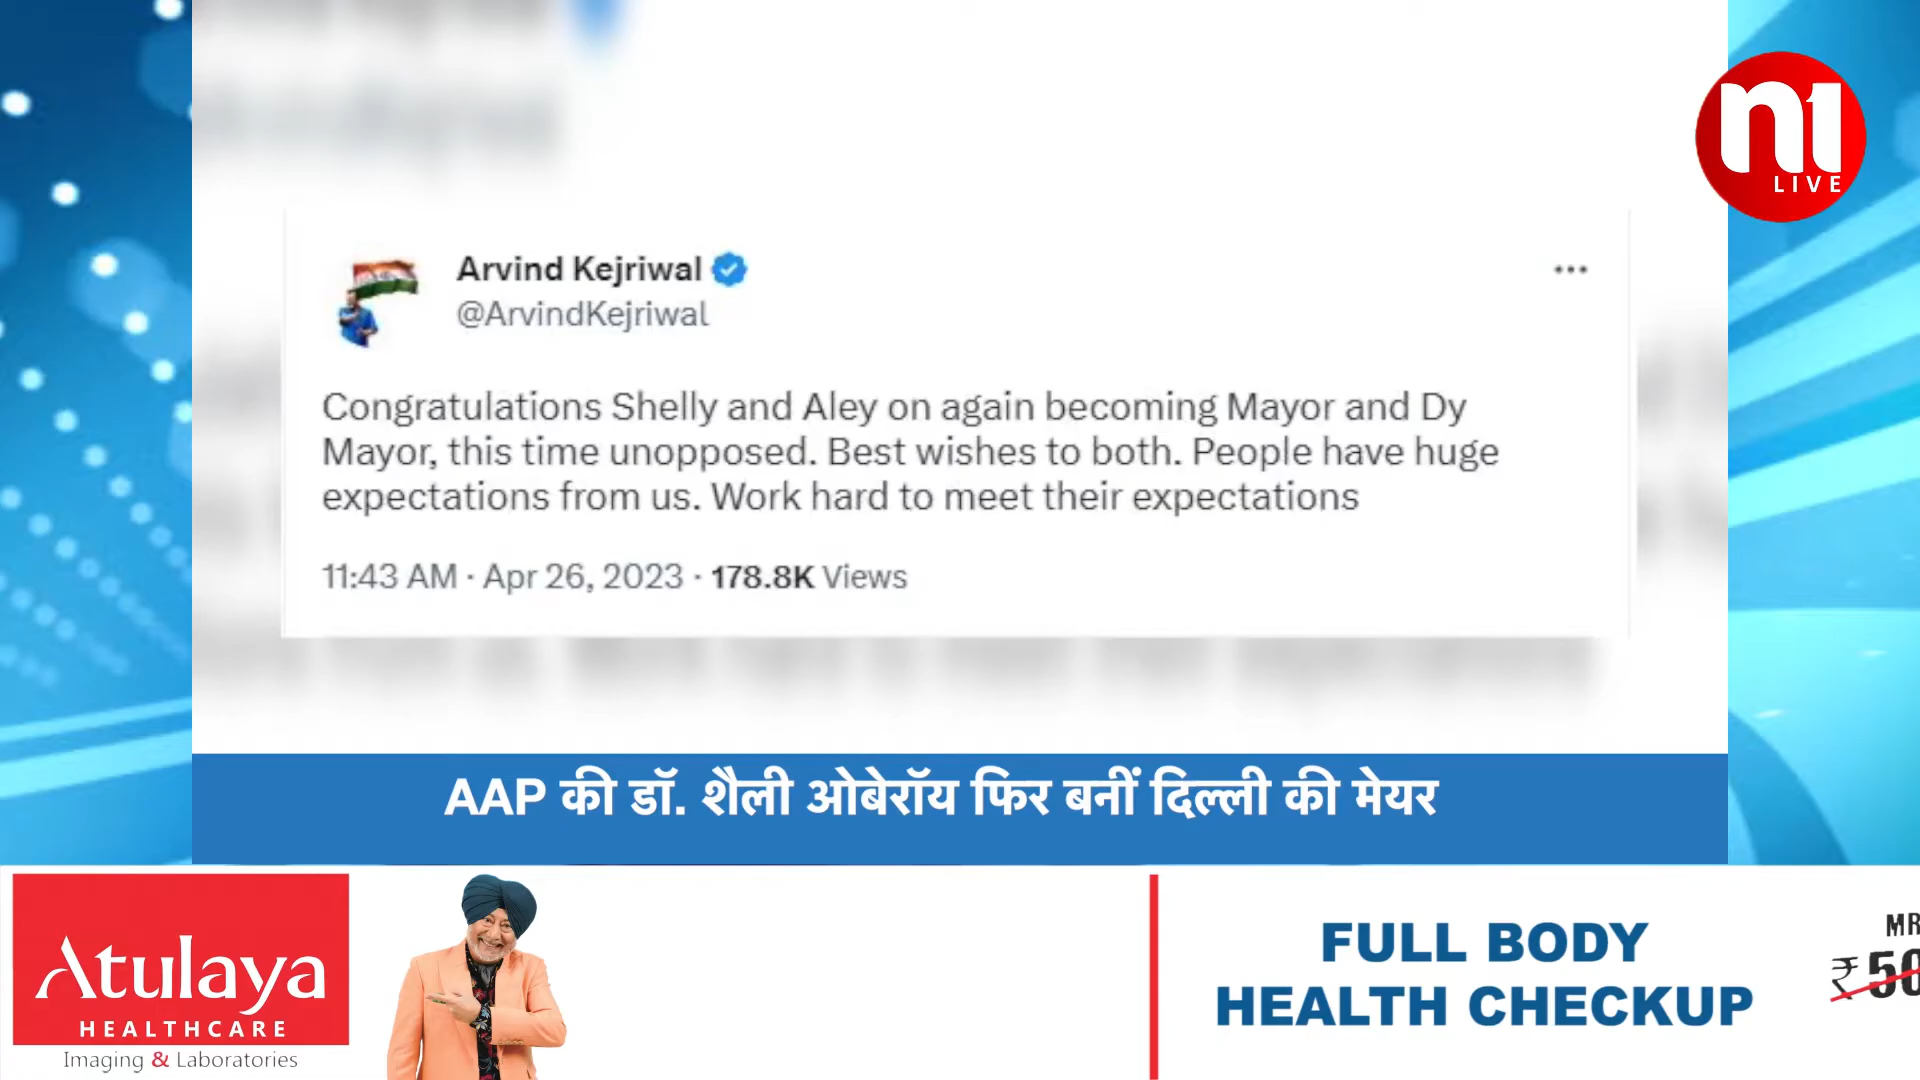 n1
LIVE
Arvind Kejriwal
@ArvindKejriwal
Congratulations Shelly and Aley on again becoming Mayor and Dy
Mayor, this time unopposed. Best wishes to both. People have huge
expectations from us. Work hard to meet their expectations
11:43 AM · Apr 26, 2023 · 178.8K Views
AAP की डॉ. शैली ओबेरॉय फिर बनीं दिल्ली की मेयर
Atulaya
HEALTHCARE
Imaging & Laboratories
FULL BODY
HEALTH CHECKUP
MR
₹50